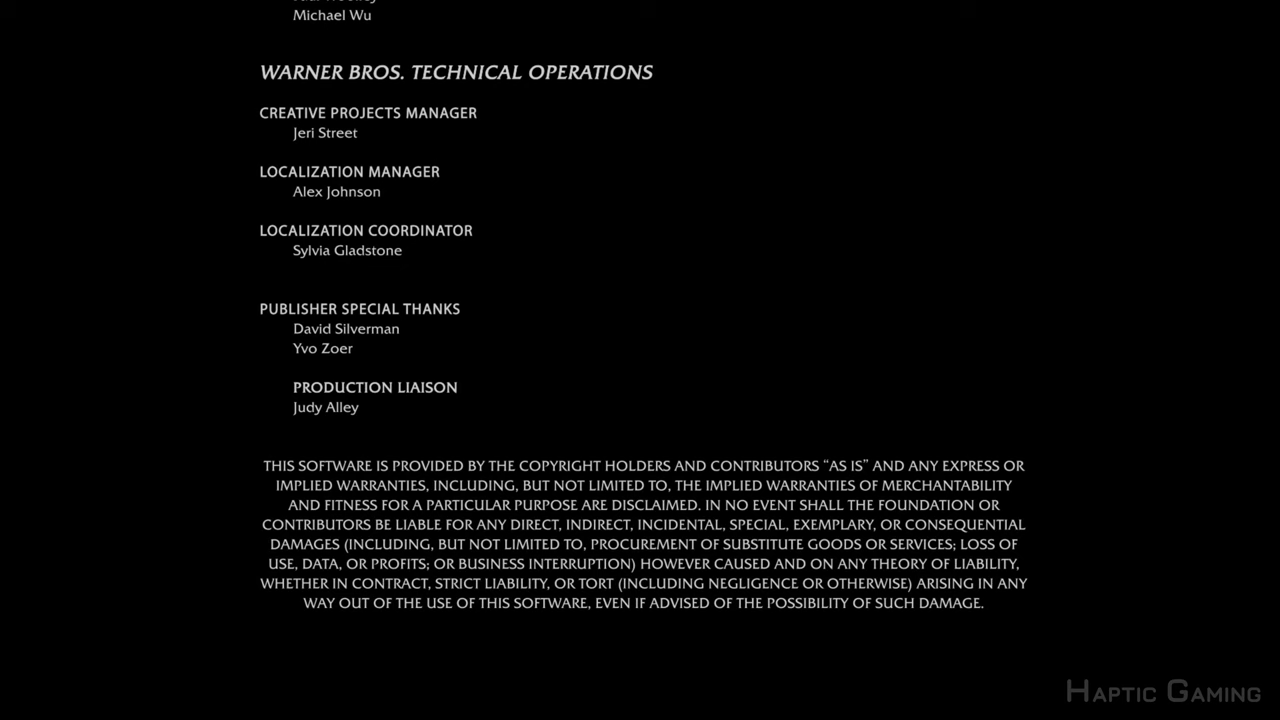 Michael Wu
WARNER BROS. TECHNICAL OPERATIONS
CREATIVE PROJECTS MANAGER
Jeri Street
LOCALIZATION MANAGER
Alex Johnson
LOCALIZATION COORDINATOR
Sylvia Gladstone
PUBLISHER SPECIAL THANKS
David Silverman
Yvo Zoer
PRODUCTION LIAISON
Judy Alley
THIS SOFTWARE IS PROVIDED BY THE COPYRIGHT HOLDERS AND CONTRIBUTORS “AS IS” AND ANY EXPRESS OR
IMPLIED WARRANTIES, INCLUDING, BUT NOT LIMITED TO, THE IMPLIED WARRANTIES OF MERCHANTABILITY
AND FITNESS FOR A PARTICULAR PURPOSE ARE DISCLAIMED. IN NO EVENT SHALL THE FOUNDATION OR
CONTRIBUTORS BE LIABLE FOR ANY DIRECT, INDIRECT, INCIDENTAL, SPECIAL, EXEMPLARY, OR CONSEQUENTIAL
DAMAGES (INCLUDING, BUT NOT LIMITED TO, PROCUREMENT OF SUBSTITUTE GOODS OR SERVICES; LOSS OF
USE, DATA, OR PROFITS; OR BUSINESS INTERRUPTION) HOWEVER CAUSED AND ON ANY THEORY OF LIABILITY,
WHETHER IN CONTRACT, STRICT LIABILITY, OR TORT (INCLUDING NEGLIGENCE OR OTHERWISE) ARISING IN ANY
WAY OUT OF THE USE OF THIS SOFTWARE, EVEN IF ADVISED OF THE POSSIBILITY OF SUCH DAMAGE.
HAPTIC GAMING